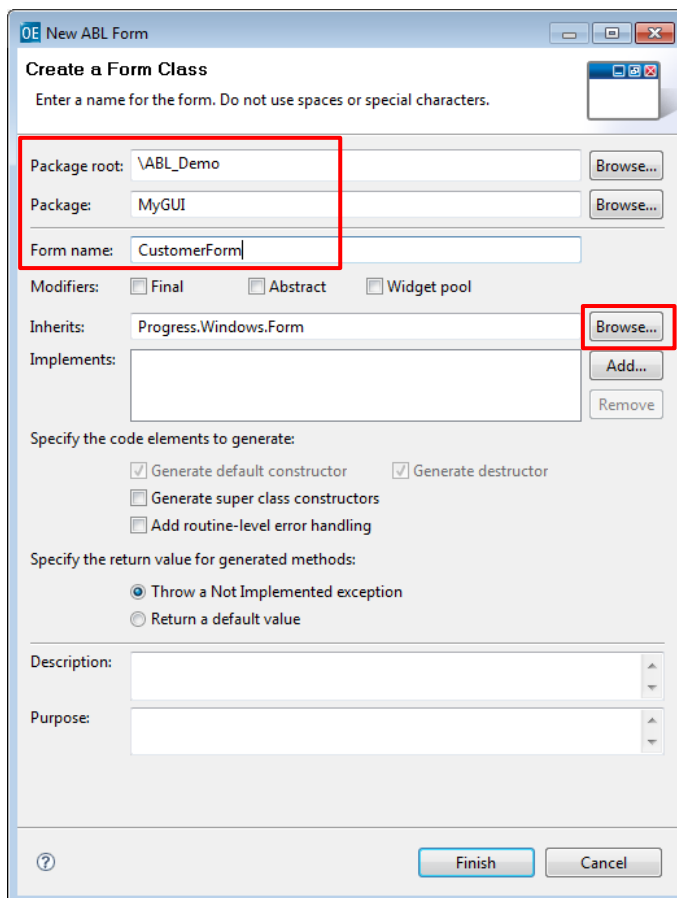 OE New ABL Form
Create a Form Class
Enter a name for the form. Do not use spaces or special characters.
Package root: \ABL_Demo Browse...
Package: MyGUI Browse...
Form name: CustomerForm
Modifiers: Final Abstract Widget pool
Inherits: Progress.Windows.Form Browse...
Implements: Add...
Remove
Specify the code elements to generate:
Generate default constructor Generate destructor
Generate super class constructors
Add routine-level error handling
Specify the return value for generated methods:
Throw a Not Implemented exception
Return a default value
Description:
Purpose:
? Finish Cancel